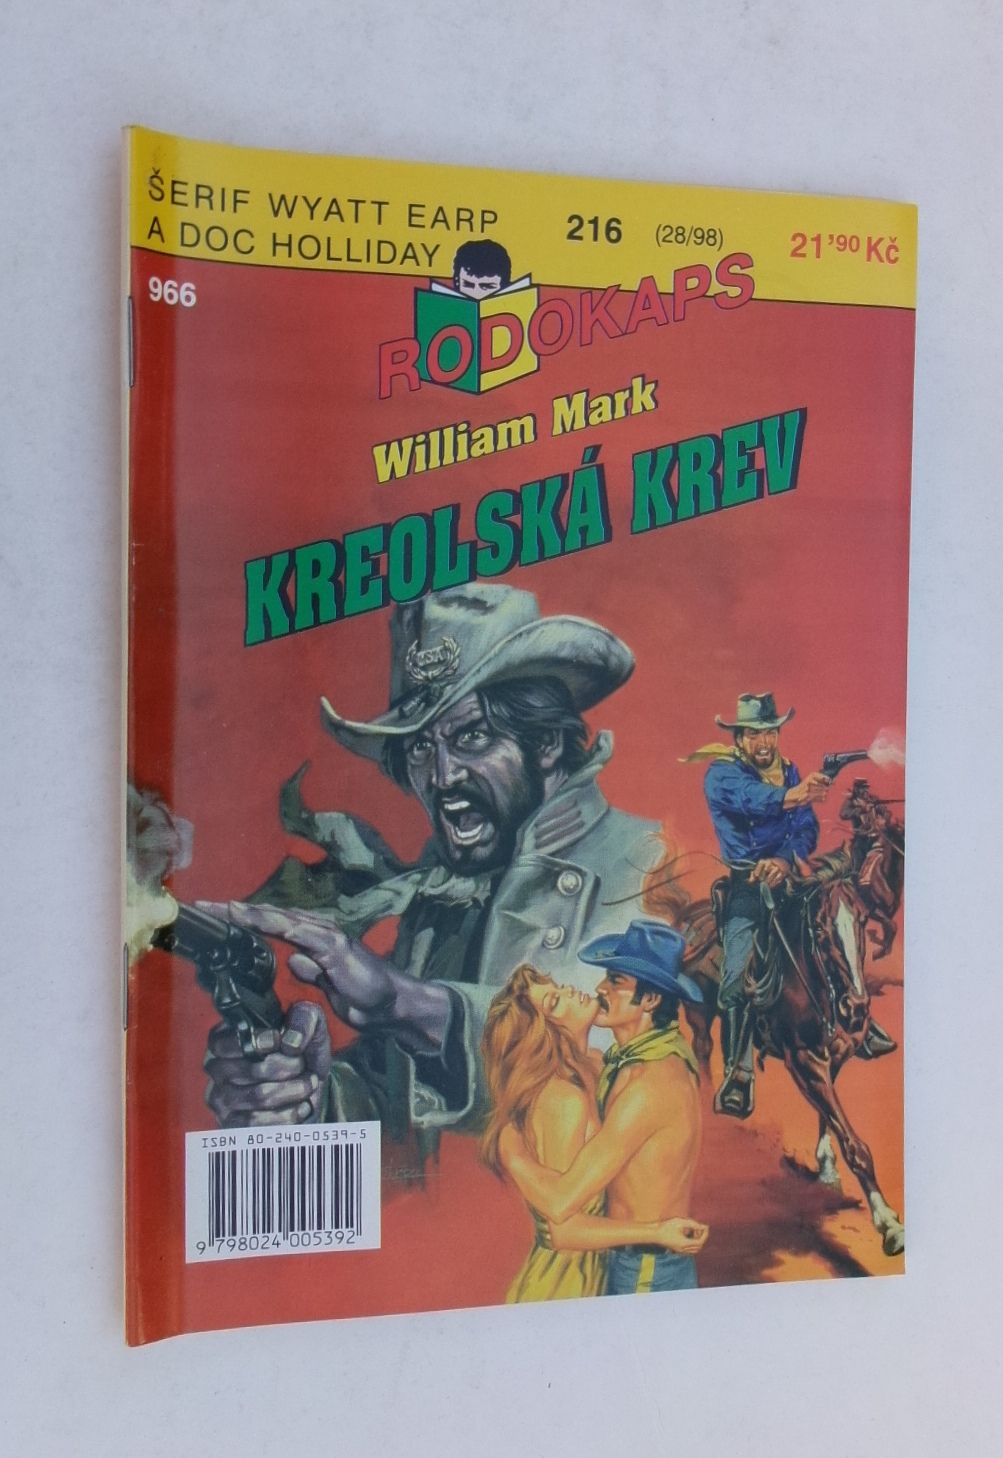 ŠERIF WYATT EARP
A DOC HOLLIDAY
216 (28/98) 21'90 Kč
966
RODOKAPS
William Mark
KREOLSKÁ KREV
USA
ISBN 80-240-0539-5
9 798024 005392